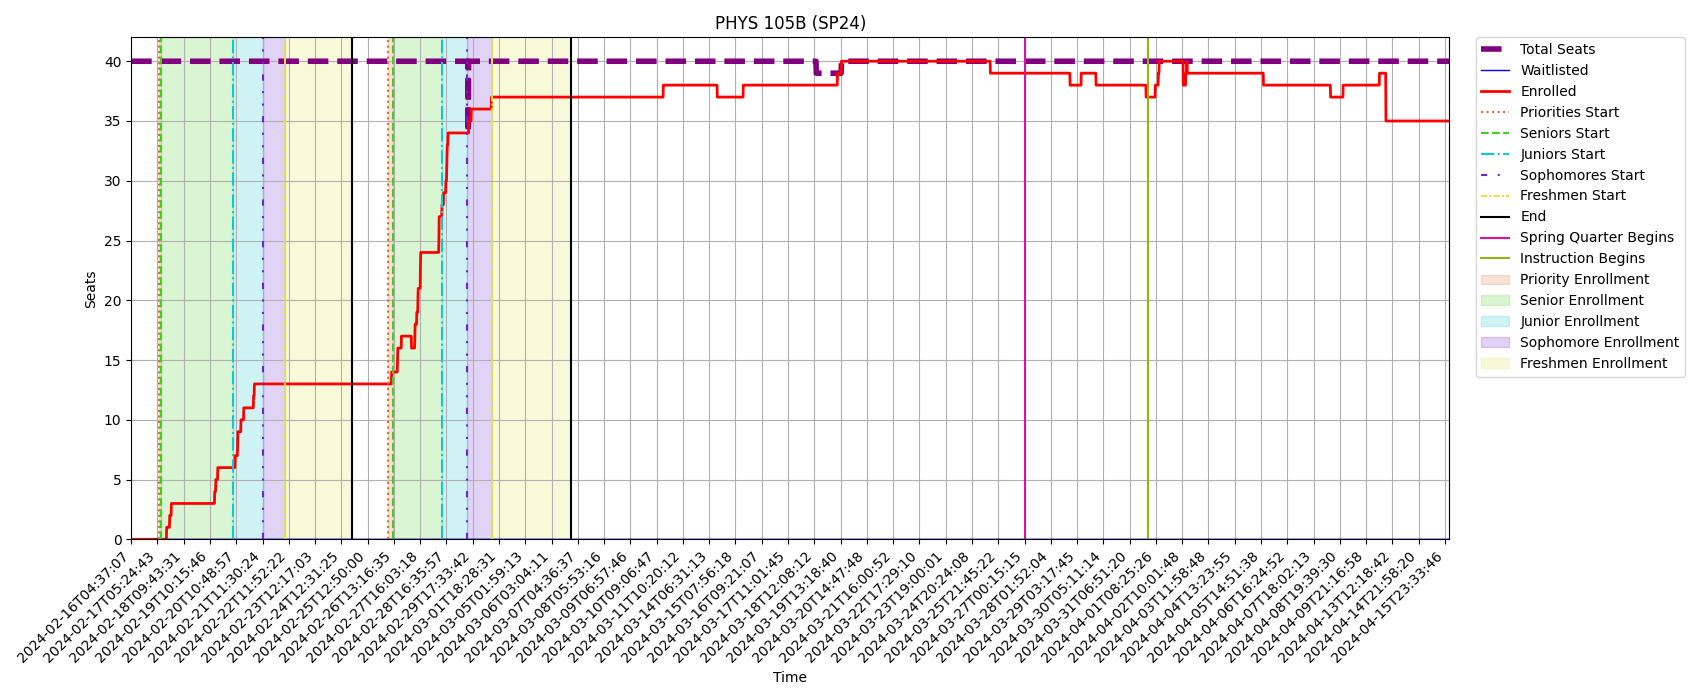 PHYS 105B (SP24)
Seats
40
35
30
25
20
15
10
5
0
2024-02-16T04:37:07
2024-02-17T05:24:43
2024-02-18T09:43:31
2024-02-19T10:15:46
2024-02-20T10:48:57
2024-02-21T11:30:24
2024-02-22T11:52:22
2024-02-23T12:17:03
2024-02-24T12:31:25
2024-02-25T12:50:00
2024-02-26T13:16:35
2024-02-27T16:03:18
2024-02-28T16:35:57
2024-02-29T17:33:42
2024-03-01T18:28:31
2024-03-05T01:59:13
2024-03-06T03:04:11
2024-03-07T04:36:37
2024-03-08T05:53:16
2024-03-09T06:57:46
2024-03-10T09:06:47
2024-03-11T10:20:12
2024-03-14T06:31:13
2024-03-15T07:56:18
2024-03-16T09:21:07
2024-03-17T11:01:45
2024-03-18T12:08:12
2024-03-19T13:18:40
2024-03-20T14:47:48
2024-03-21T16:00:52
2024-03-22T17:29:10
2024-03-23T19:00:01
2024-03-24T20:24:08
2024-03-25T21:45:22
2024-03-27T00:15:15
2024-03-28T01:52:04
2024-03-29T03:17:45
2024-03-30T05:11:14
2024-03-31T06:51:20
2024-04-01T08:25:26
2024-04-02T10:01:48
2024-04-03T11:58:48
2024-04-04T13:23:55
2024-04-05T14:51:38
2024-04-06T16:24:52
2024-04-07T18:02:13
2024-04-08T19:39:30
2024-04-09T21:16:58
2024-04-13T12:18:42
2024-04-14T21:58:20
2024-04-15T23:33:46
Time
Total Seats
Waitlisted
Enrolled
Priorities Start
Seniors Start
Juniors Start
Sophomores Start
Freshmen Start
End
Spring Quarter Begins
Instruction Begins
Priority Enrollment
Senior Enrollment
Junior Enrollment
Sophomore Enrollment
Freshmen Enrollment